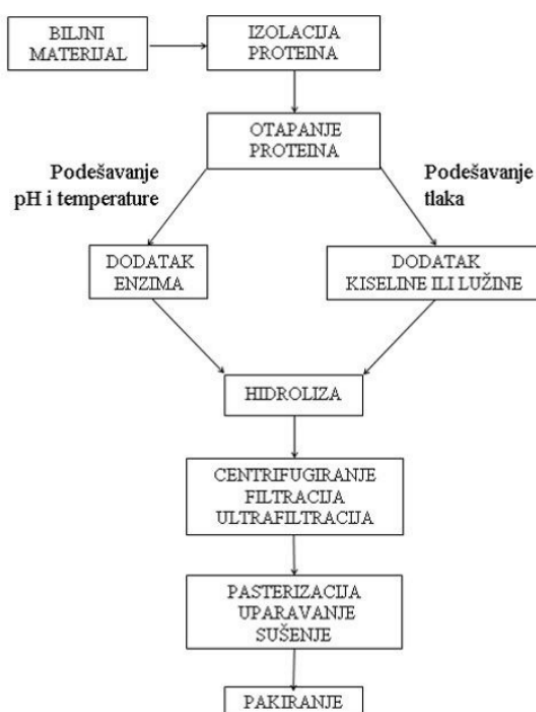 BILJNI
MATERIJAL
IZOLACIJA
PROTEINA
OTAPANJE
PROTEINA
Podešavanje
pH i temperature
Podešavanje
tlaka
DODATAK
ENZIMA
DODATAK
KISELINE ILI LUŽINE
HIDROLIZA
CENTRIFUGIRANJE
FILTRACIJA
ULTRAFILTRACIJA
PASTERIZACIJA
UPARAVANJE
SUŠENJE
PAKIRANJE